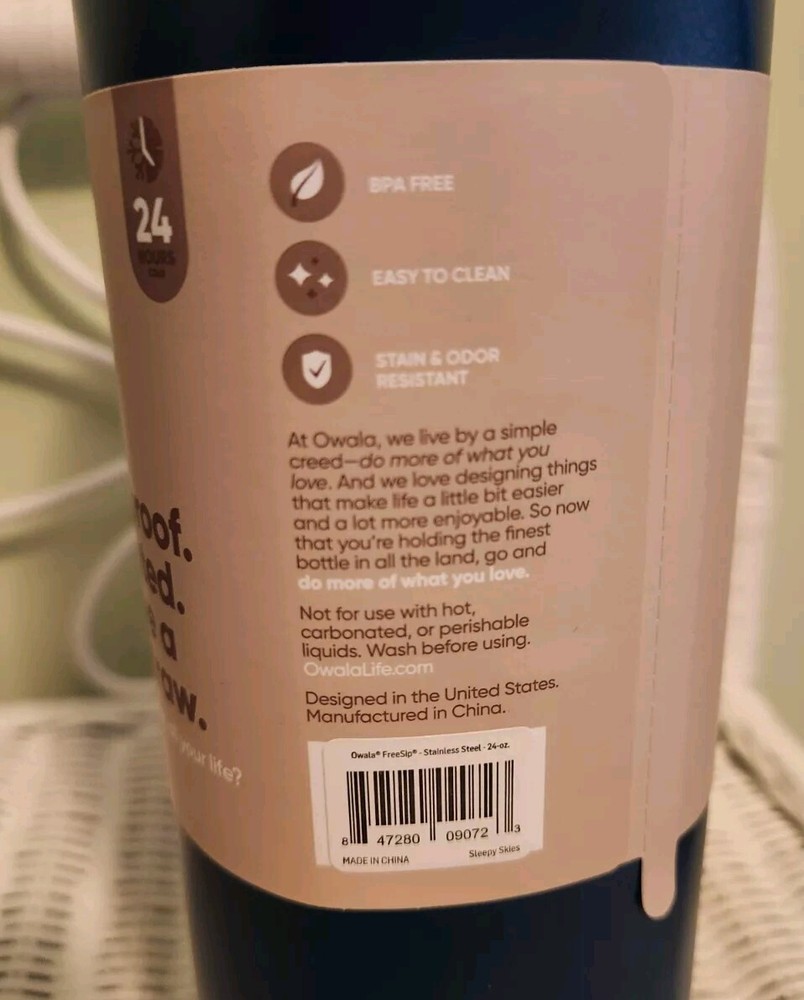 24
HOURS
COLD
BPA FREE
EASY TO CLEAN
STAIN & ODOR
RESISTANT
At Owala, we live by a simple
creed—do more of what you
love. And we love designing things
that make life a little bit easier
and a lot more enjoyable. So now
that you're holding the finest
bottle in all the land, go and
do more of what you love.
Not for use with hot,
carbonated, or perishable
liquids. Wash before using.
OwalaLife.com
Designed in the United States.
Manufactured in China.
oof.
ed.
a
aw.
your life?
Owala® FreeSip® - Stainless Steel - 24-oz.
8 47280 09072 3
MADE IN CHINA
Sleepy Skies